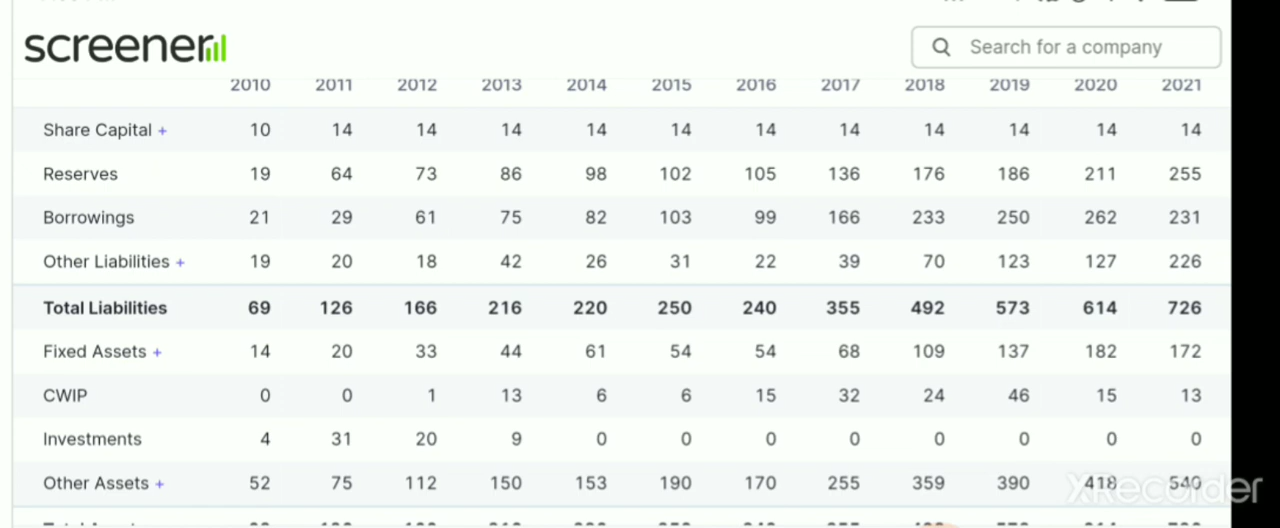 screener
Search for a company
2010 2011 2012 2013 2014 2015 2016 2017 2018 2019 2020 2021
Share Capital + 10 14 14 14 14 14 14 14 14 14 14 14
Reserves 19 64 73 86 98 102 105 136 176 186 211 255
Borrowings 21 29 61 75 82 103 99 166 233 250 262 231
Other Liabilities + 19 20 18 42 26 31 22 39 70 123 127 226
Total Liabilities 69 126 166 216 220 250 240 355 492 573 614 726
Fixed Assets + 14 20 33 44 61 54 54 68 109 137 182 172
CWIP 0 0 1 13 6 6 15 32 24 46 15 13
Investments 4 31 20 9 0 0 0 0 0 0 0 0
Other Assets + 52 75 112 150 153 190 170 255 359 390 418 540
XRecorder